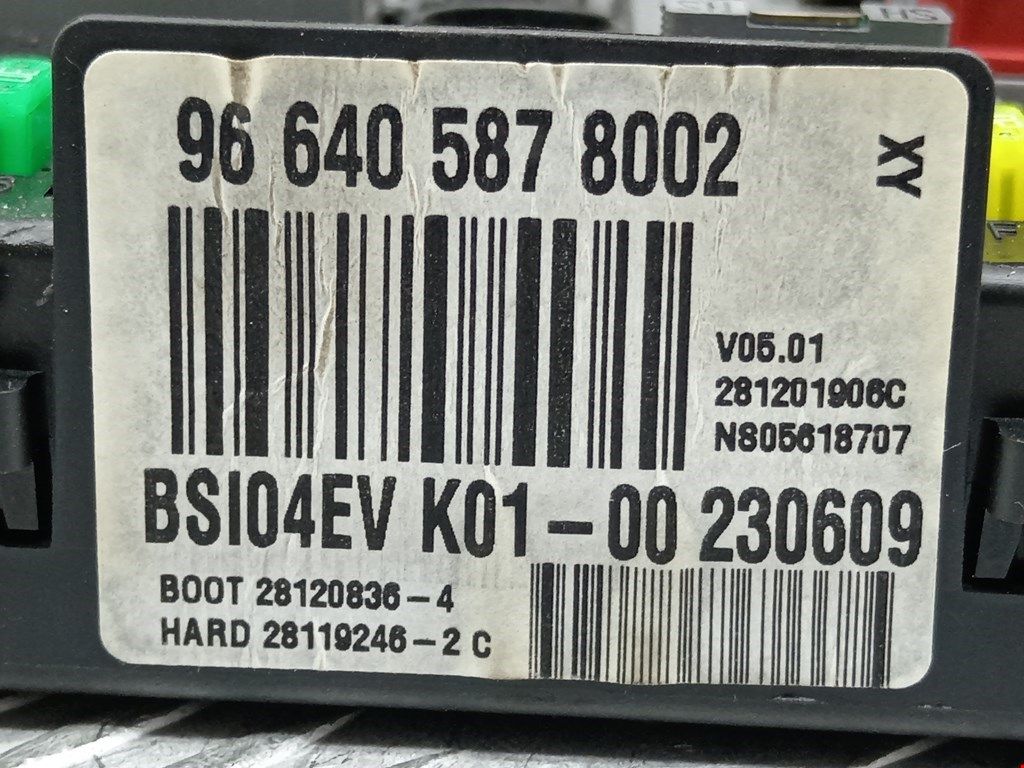 96 640 587 8002
XY
V05.01
281201906C
N805618707
BSI04EV K01-00 230609
BOOT 28120836-4
HARD 28119246-2 C